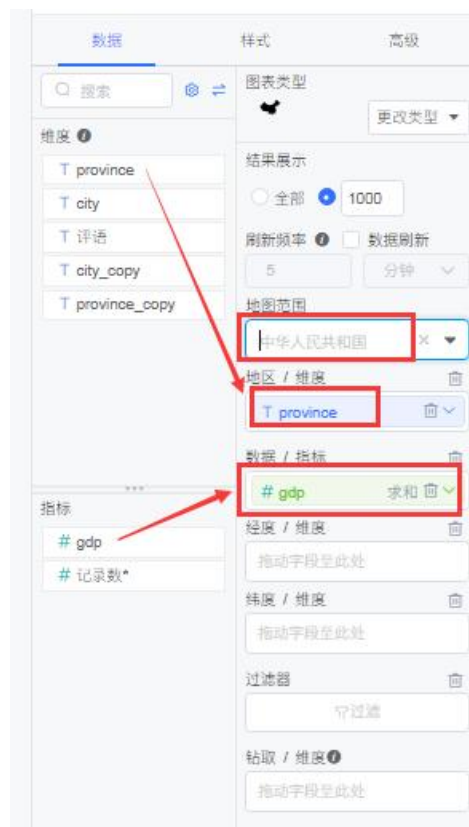 数据 样式 高级
搜索
图表类型
更改类型
维度
T province
T city
T 评语
T city_copy
T province_copy
结果展示
全部 1000
刷新频率 数据刷新
5 分钟
地图范围
中华人民共和国
地区 / 维度
T province
数据 / 指标
# gdp 求和
指标
# gdp
# 记录数*
经度 / 维度
拖动字段至此处
纬度 / 维度
拖动字段至此处
过滤器
过滤
钻取 / 维度
拖动字段至此处